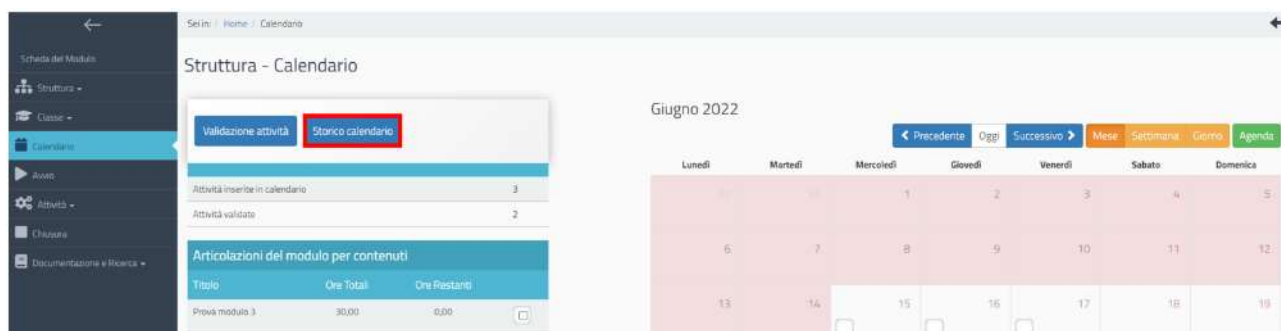 Sei in: / Home / Calendario
Scheda del Modulo
Struttura
Classe
Calendario
Avvio
Attività
Chiusura
Documentazione e Ricerca
Struttura - Calendario
Validazione attività
Storico calendario
Attività inserite in calendario 3
Attività validate 2
Articolazioni del modulo per contenuti
Titolo Ore Totali Ore Restanti
Prova modulo 3 30,00 0,00
Giugno 2022
Precedente Oggi Successivo Mese Settimana Giorno Agenda
Lunedì Martedì Mercoledì Giovedì Venerdì Sabato Domenica
1 2 3 4 5
6 7 8 9 10 11 12
13 14 15 16 17 18 19